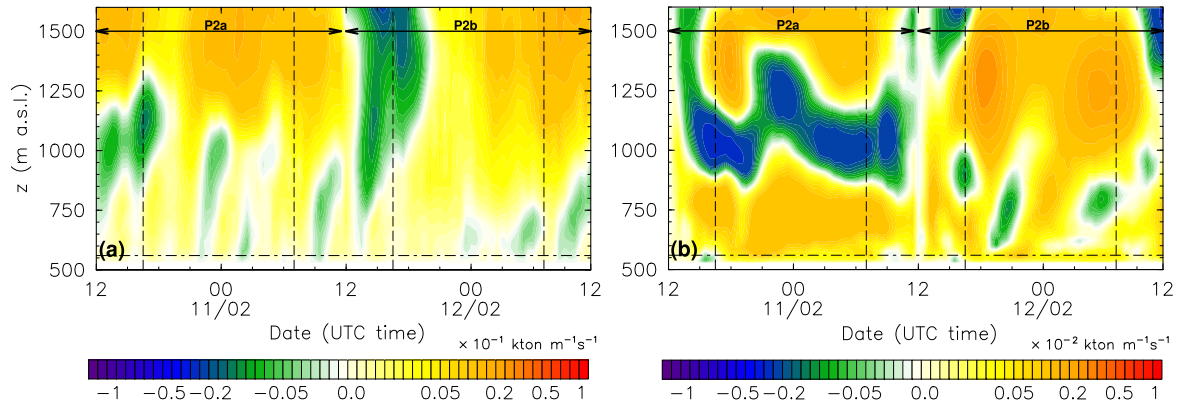 P2a P2b
1500
1250
1000
750
500
z (m a.s.l.)
(a)
12 00 12 00 12
11/02 12/02
Date (UTC time)
× 10⁻¹ kton m⁻¹s⁻¹
−1 −0.5 −0.2 −0.05 0.0 0.05 0.2 0.5 1
P2a P2b
1500
1250
1000
750
500
(b)
12 00 12 00 12
11/02 12/02
Date (UTC time)
× 10⁻² kton m⁻¹s⁻¹
−1 −0.5 −0.2 −0.05 0.0 0.05 0.2 0.5 1